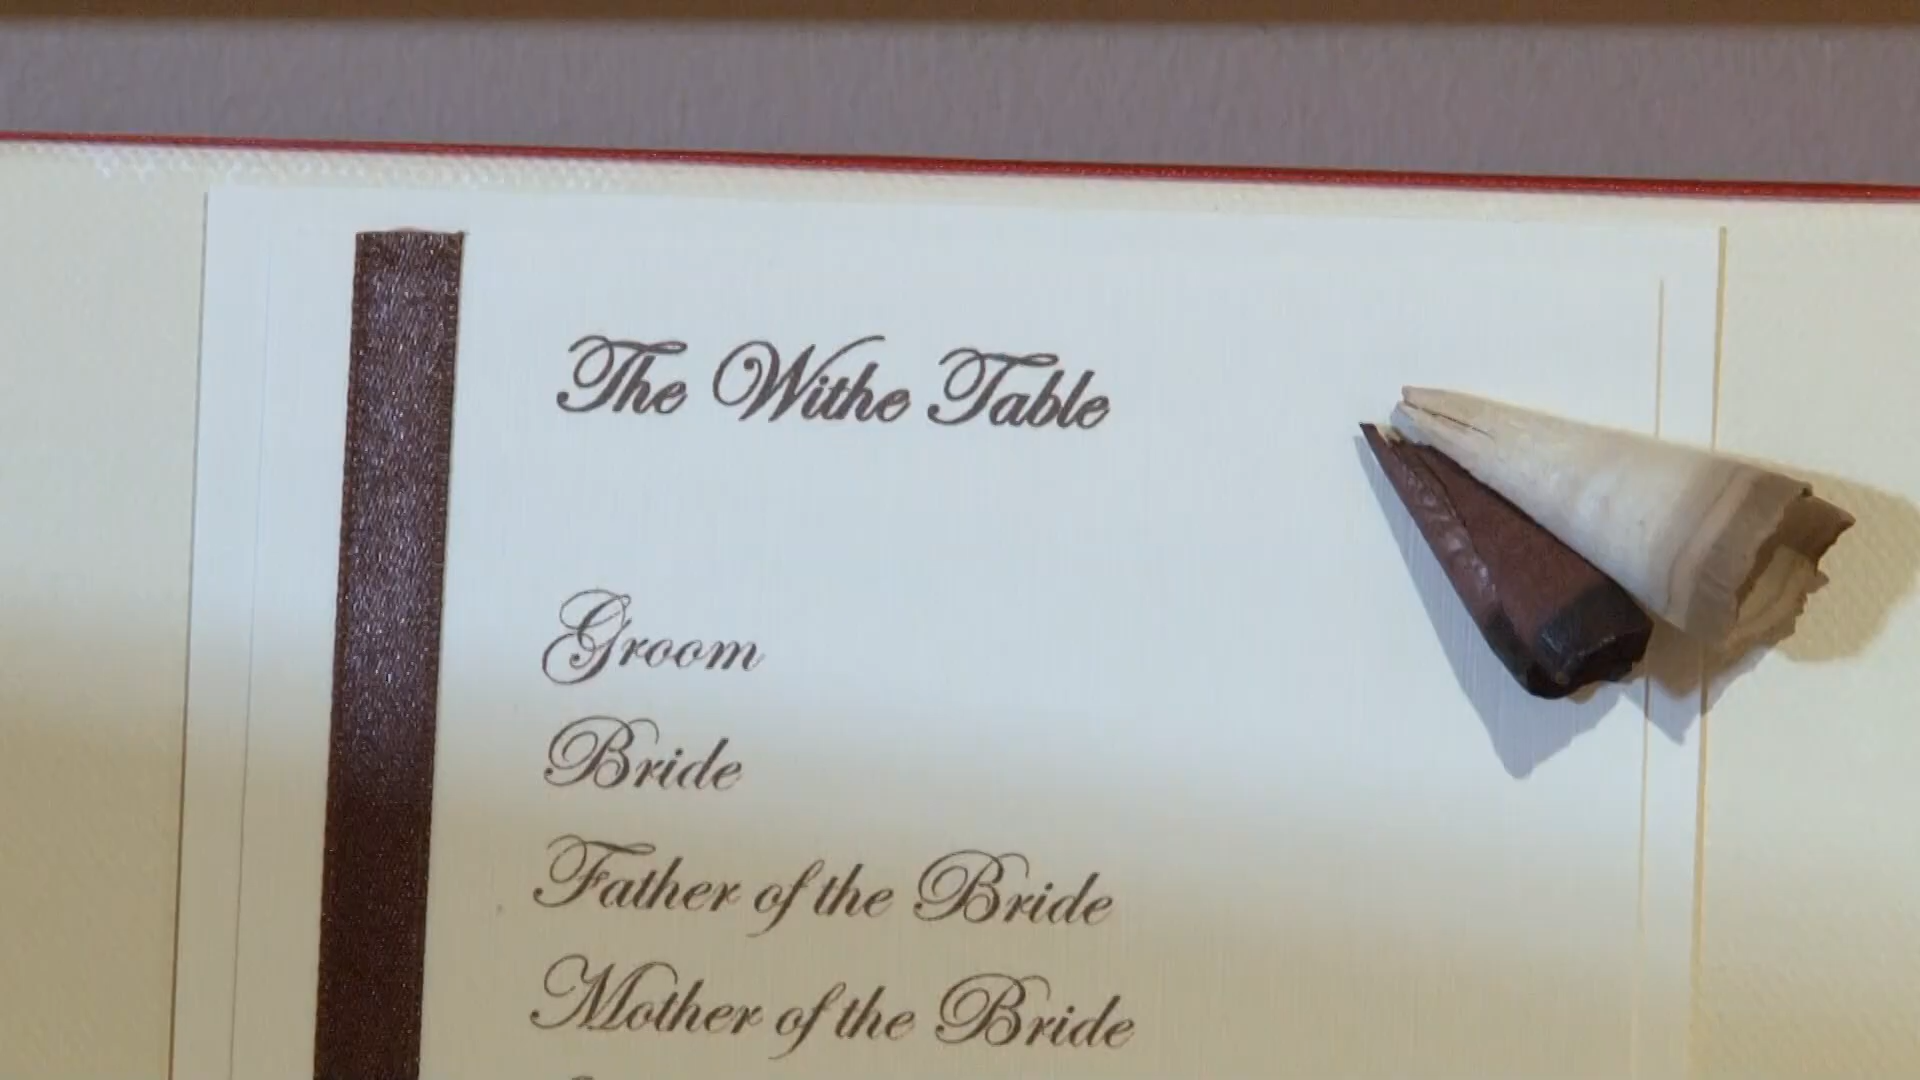 The Withe Table
Groom
Bride
Father of the Bride
Mother of the Bride